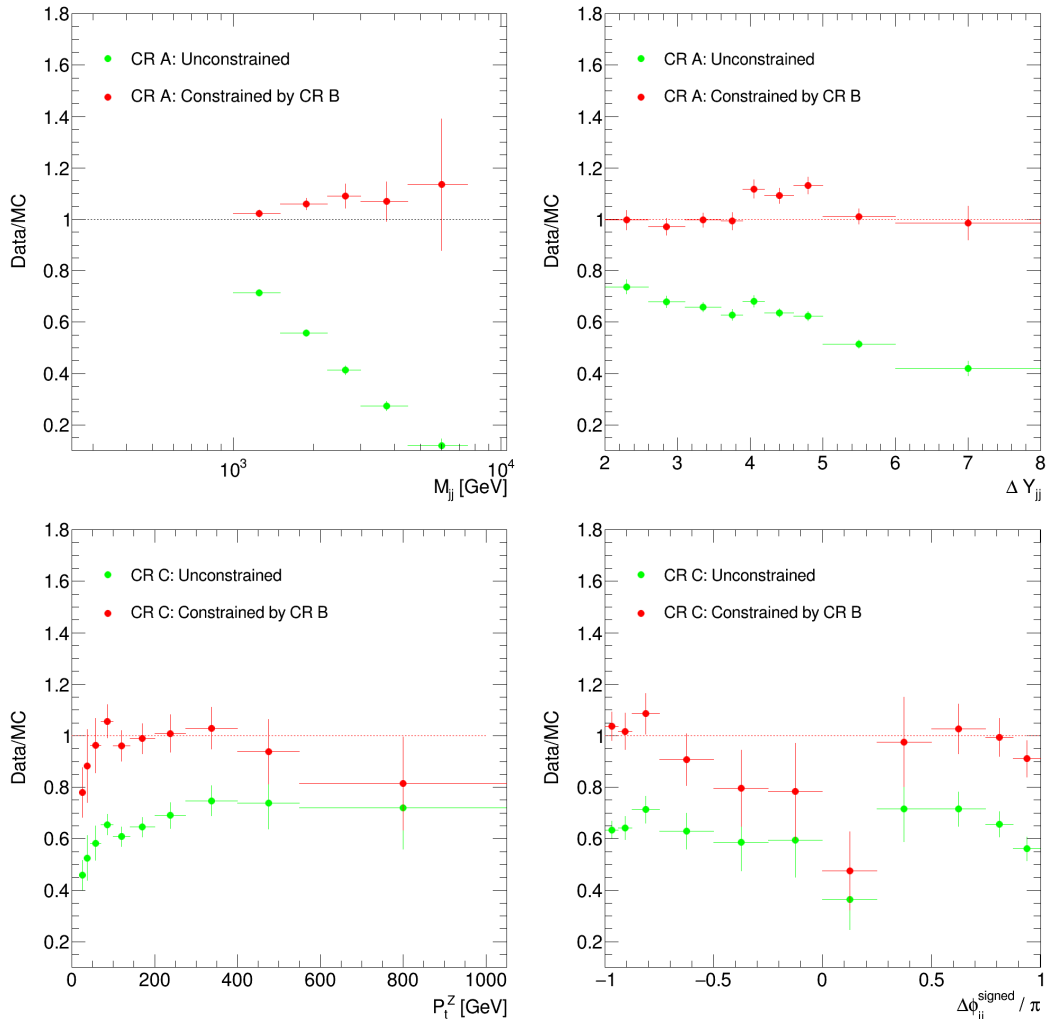 1.8
1.6
1.4
1.2
1
0.8
0.6
0.4
0.2
Data/MC
CR A: Unconstrained
CR A: Constrained by CR B
10³
10⁴
M_jj [GeV]
1.8
1.6
1.4
1.2
1
0.8
0.6
0.4
0.2
Data/MC
CR A: Unconstrained
CR A: Constrained by CR B
2 3 4 5 6 7 8
Δ Y_jj
1.8
1.6
1.4
1.2
1
0.8
0.6
0.4
0.2
Data/MC
CR C: Unconstrained
CR C: Constrained by CR B
0 200 400 600 800 1000
P_t^Z [GeV]
1.8
1.6
1.4
1.2
1
0.8
0.6
0.4
0.2
Data/MC
CR C: Unconstrained
CR C: Constrained by CR B
−1 −0.5 0 0.5 1
Δϕ_jj^signed / π